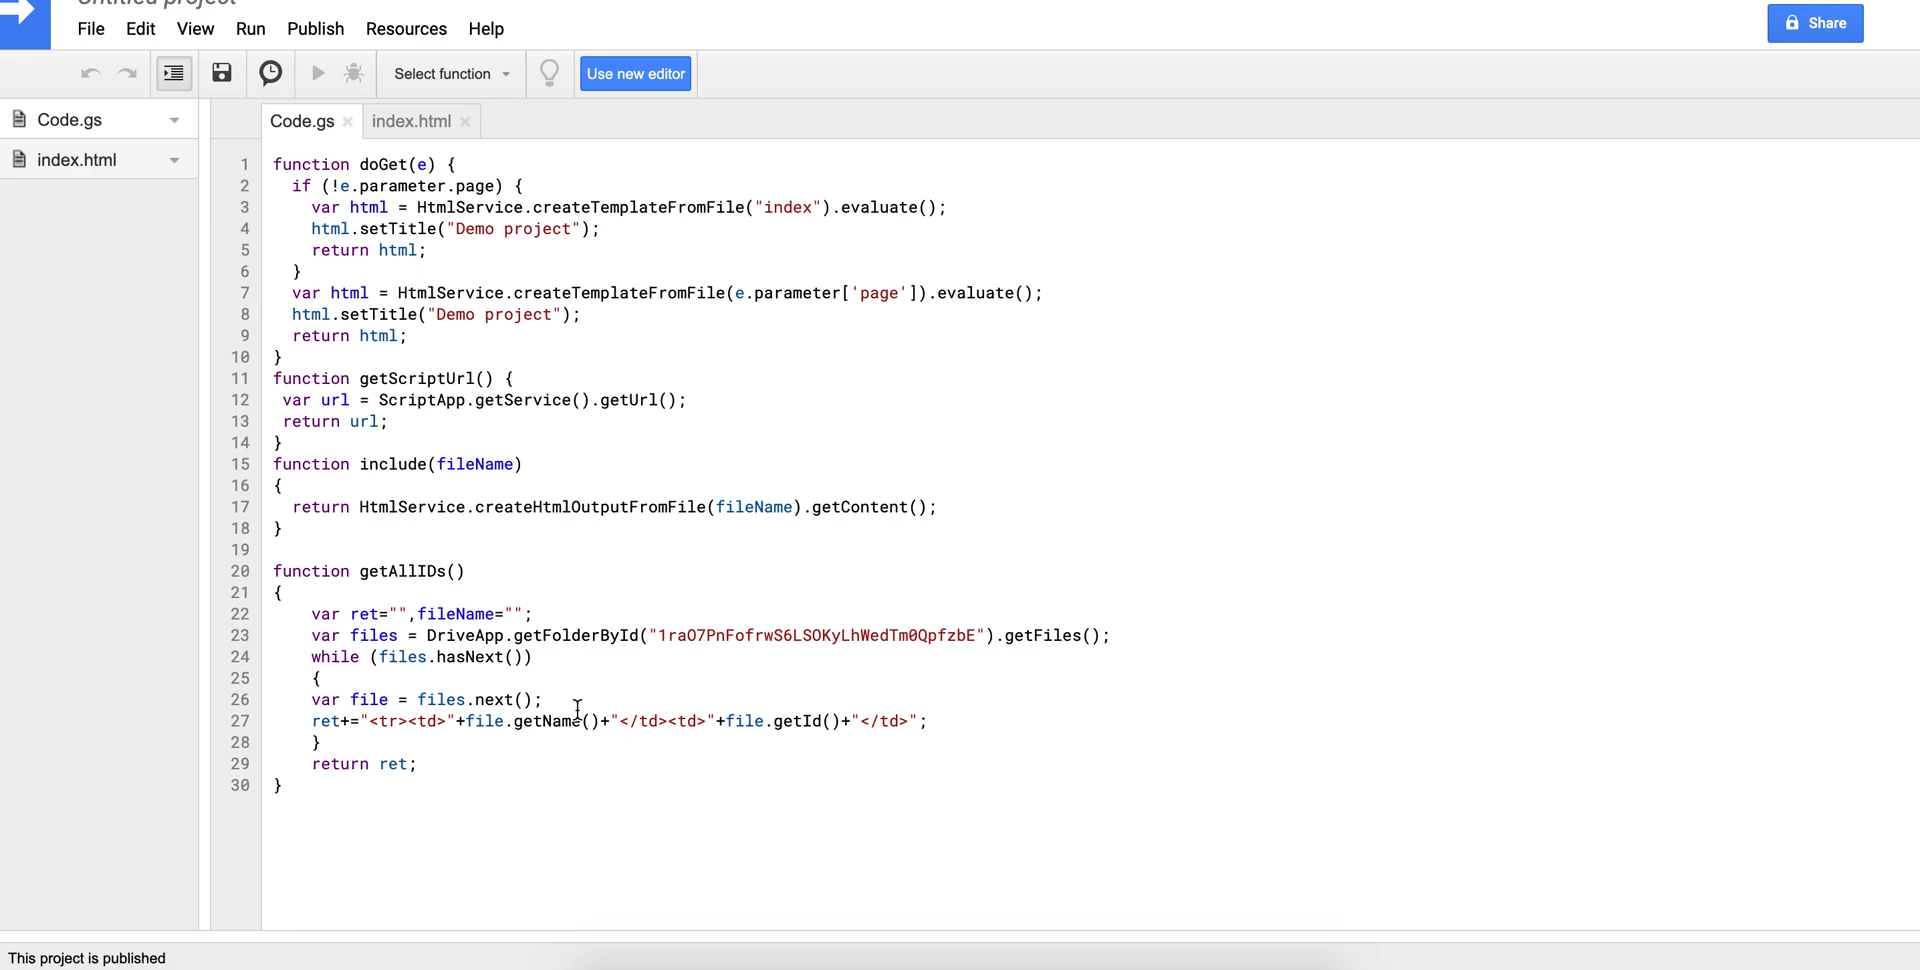 Untitled project
File Edit View Run Publish Resources Help
Share
Select function
Use new editor
Code.gs
index.html
Code.gs index.html
1 function doGet(e) {
2 if (!e.parameter.page) {
3 var html = HtmlService.createTemplateFromFile("index").evaluate();
4 html.setTitle("Demo project");
5 return html;
6 }
7 var html = HtmlService.createTemplateFromFile(e.parameter['page']).evaluate();
8 html.setTitle("Demo project");
9 return html;
10 }
11 function getScriptUrl() {
12 var url = ScriptApp.getService().getUrl();
13 return url;
14 }
15 function include(fileName)
16 {
17 return HtmlService.createHtmlOutputFromFile(fileName).getContent();
18 }
19
20 function getAllIDs()
21 {
22 var ret="",fileName="";
23 var files = DriveApp.getFolderById("1raO7PnFofrwS6LSOKyLhWedTm0QpfzbE").getFiles();
24 while (files.hasNext())
25 {
26 var file = files.next();
27 ret+="<tr><td>"+file.getName()+"</td><td>"+file.getId()+"</td>";
28 }
29 return ret;
30 }
This project is published